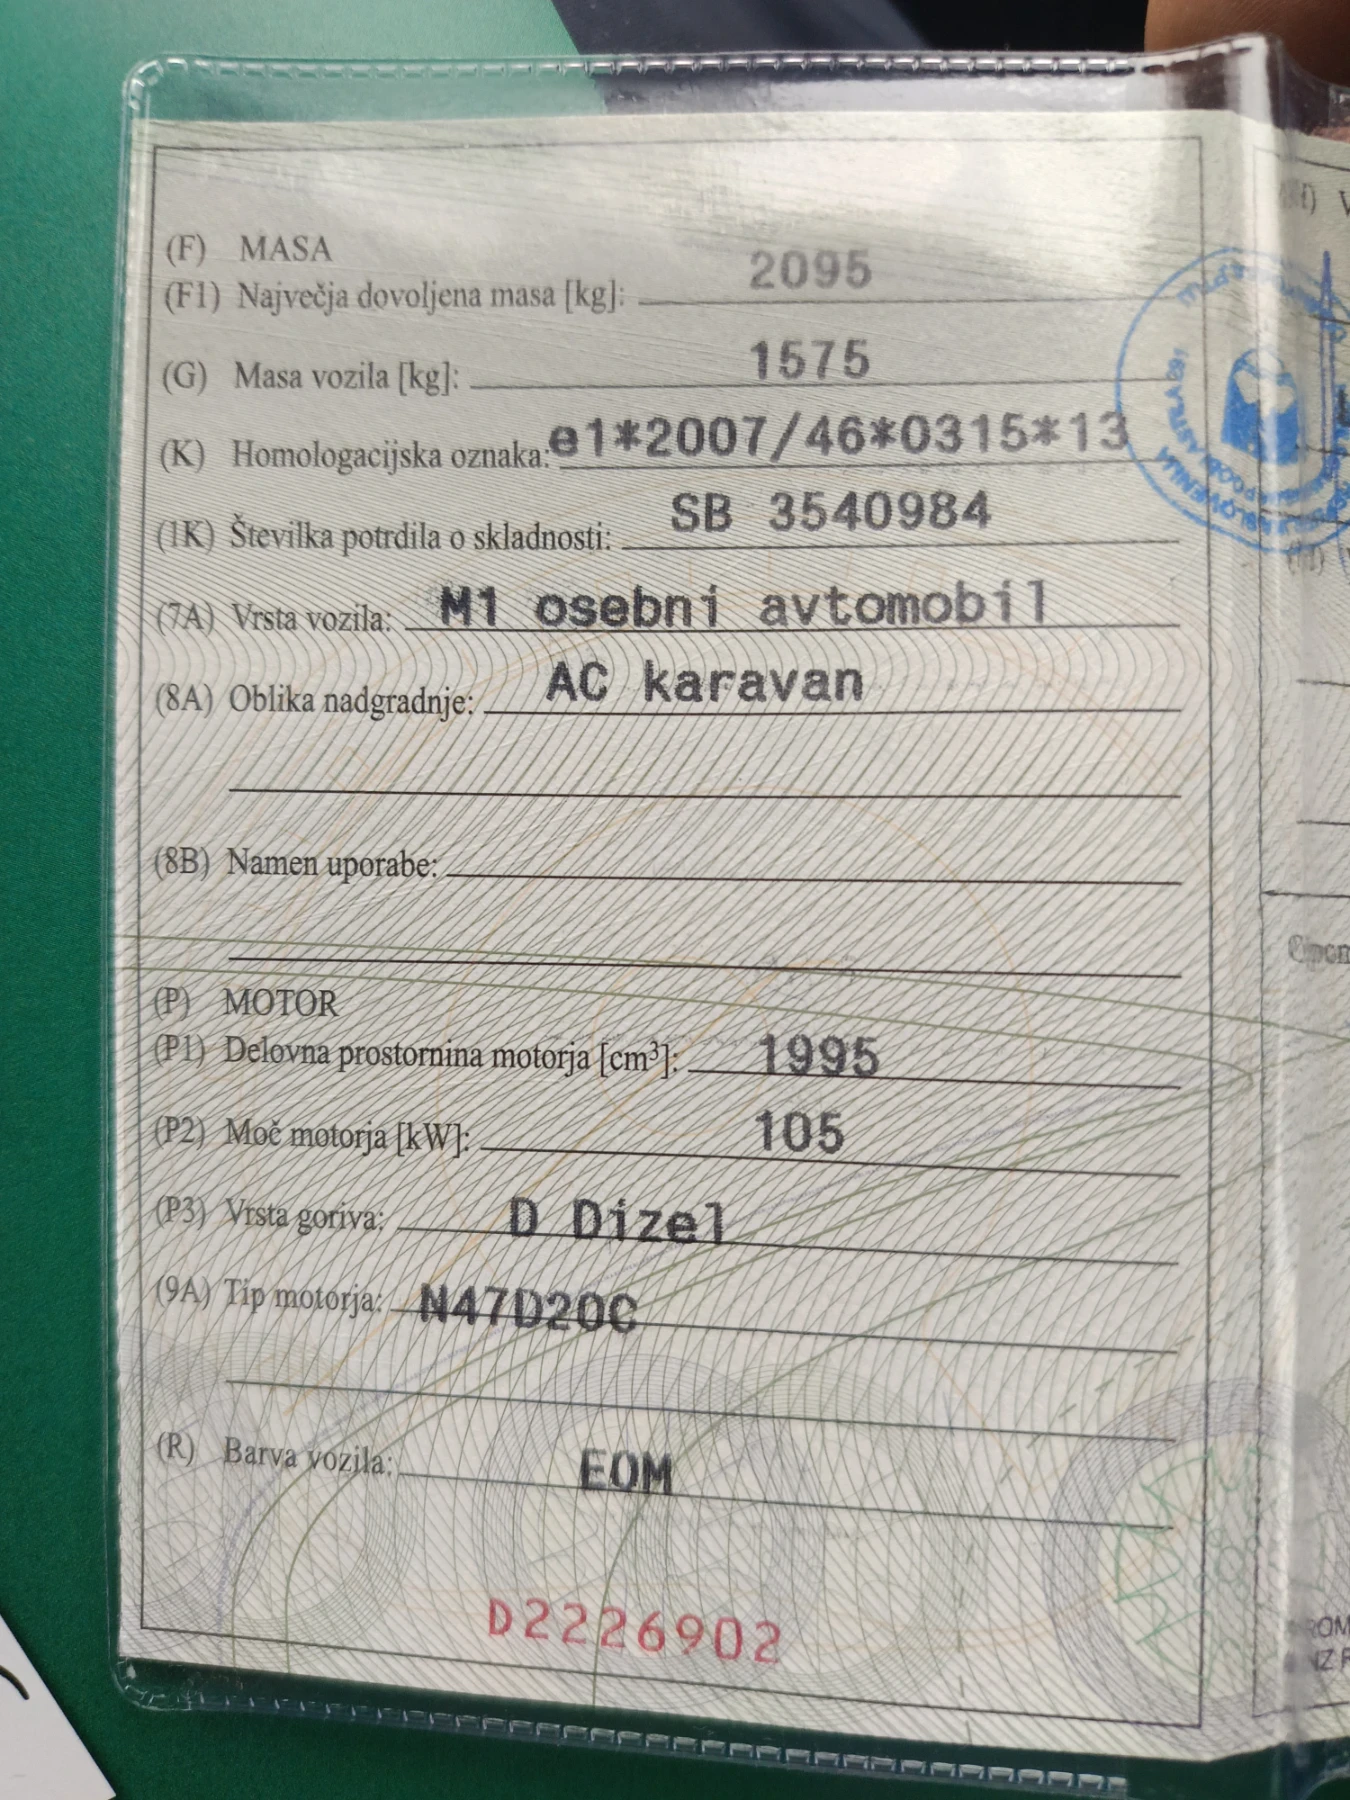 (F) MASA
(F1) Največja dovoljena masa [kg]: 2095
(G) Masa vozila [kg]: 1575
(K) Homologacijska oznaka: e1*2007/46*0315*13
(1K) Številka potrdila o skladnosti: SB 3540984
(7A) Vrsta vozila: M1 osebni avtomobil
(8A) Oblika nadgradnje: AC karavan
(8B) Namen uporabe:
(P) MOTOR
(P1) Delovna prostornina motorja [cm³]: 1995
(P2) Moč motorja [kW]: 105
(P3) Vrsta goriva: D Dizel
(9A) Tip motorja: N47D20C
(R) Barva vozila: EOM
D2226902